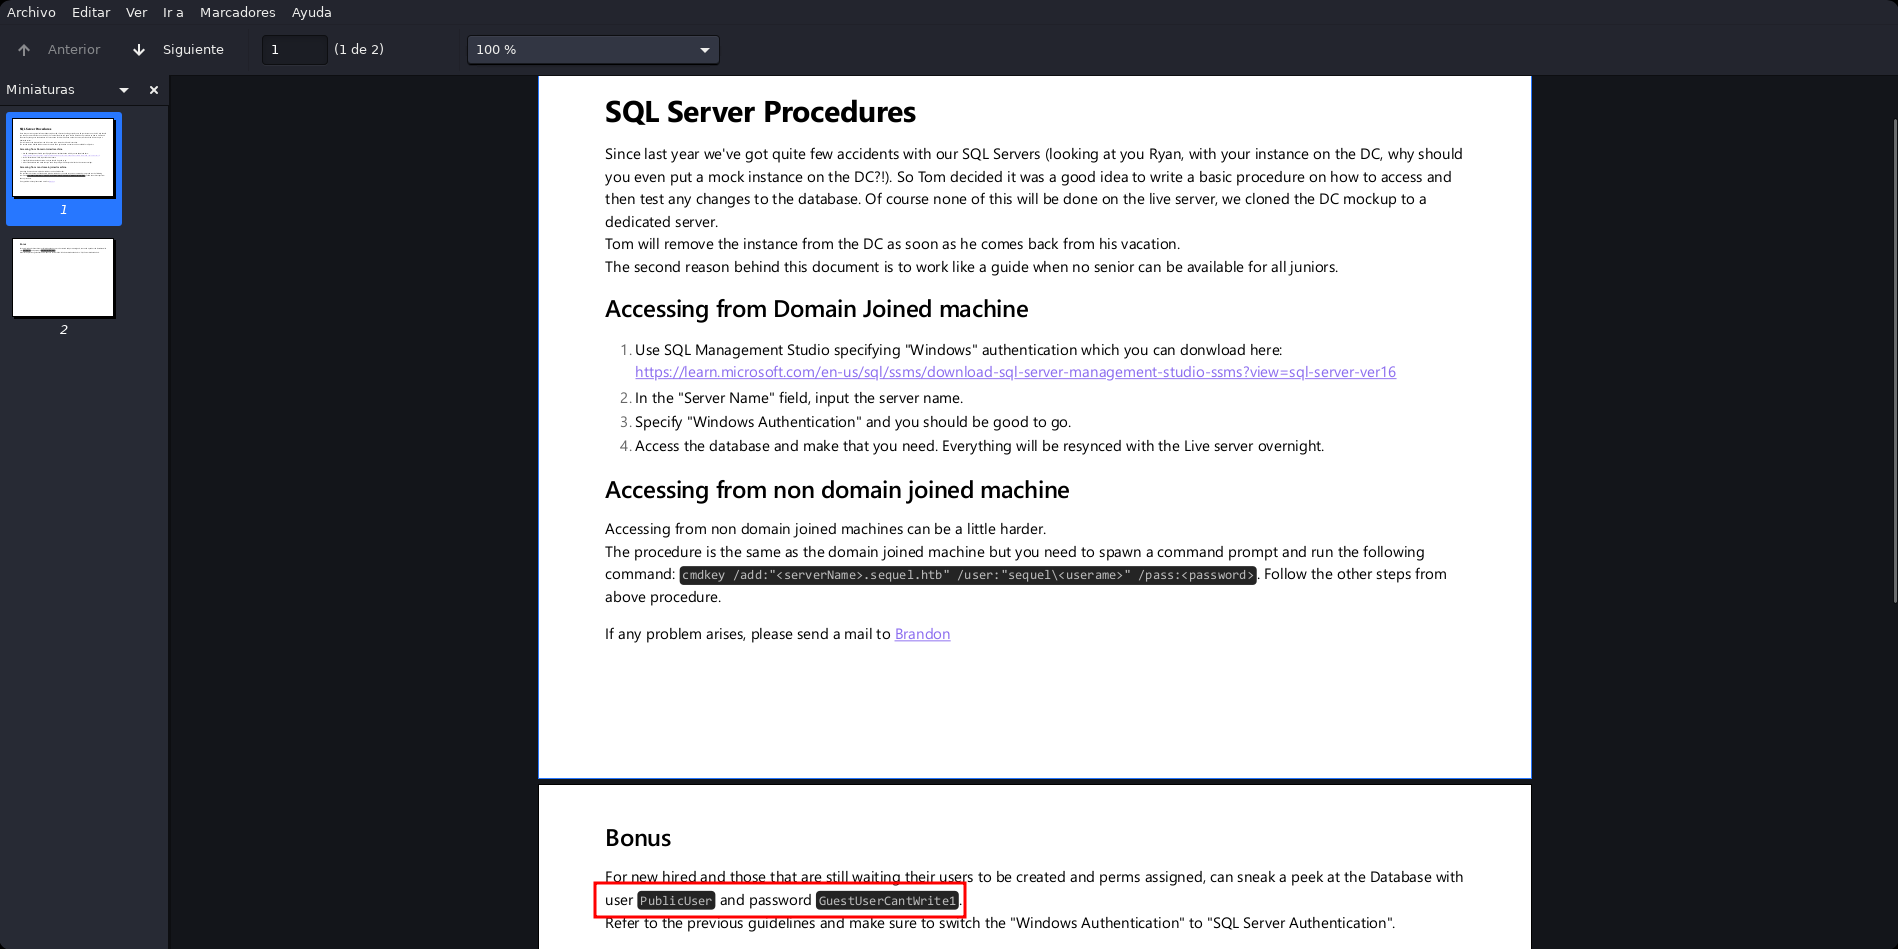 Archivo Editar Ver Ir a Marcadores Ayuda
Anterior Siguiente 1 (1 de 2) 100 %
Miniaturas
1
2
SQL Server Procedures
Since last year we've got quite few accidents with our SQL Servers (looking at you Ryan, with your instance on the DC, why should
you even put a mock instance on the DC?!). So Tom decided it was a good idea to write a basic procedure on how to access and
then test any changes to the database. Of course none of this will be done on the live server, we cloned the DC mockup to a
dedicated server.
Tom will remove the instance from the DC as soon as he comes back from his vacation.
The second reason behind this document is to work like a guide when no senior can be available for all juniors.
Accessing from Domain Joined machine
1. Use SQL Management Studio specifying "Windows" authentication which you can donwload here:
https://learn.microsoft.com/en-us/sql/ssms/download-sql-server-management-studio-ssms?view=sql-server-ver16
2. In the "Server Name" field, input the server name.
3. Specify "Windows Authentication" and you should be good to go.
4. Access the database and make that you need. Everything will be resynced with the Live server overnight.
Accessing from non domain joined machine
Accessing from non domain joined machines can be a little harder.
The procedure is the same as the domain joined machine but you need to spawn a command prompt and run the following
command: cmdkey /add:"<serverName>.sequel.htb" /user:"sequel\<userame>" /pass:<password>. Follow the other steps from
above procedure.
If any problem arises, please send a mail to Brandon
Bonus
For new hired and those that are still waiting their users to be created and perms assigned, can sneak a peek at the Database with
user PublicUser and password GuestUserCantWrite1.
Refer to the previous guidelines and make sure to switch the "Windows Authentication" to "SQL Server Authentication".